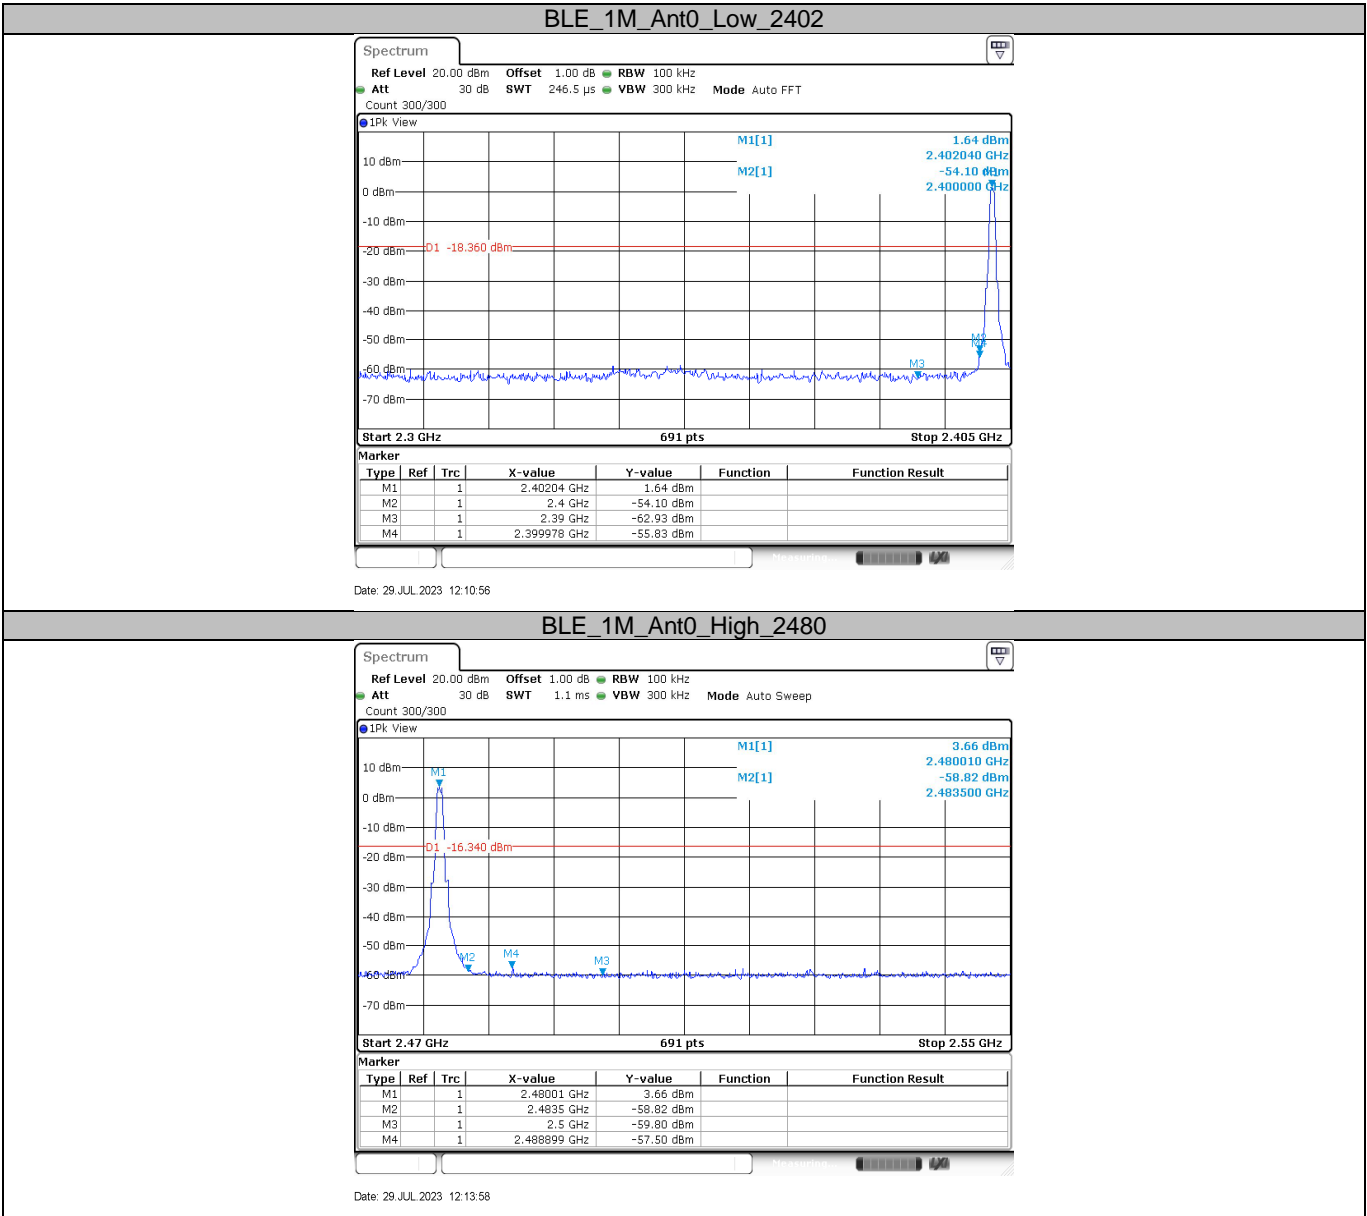 BLE_1M_Ant0_Low_2402
Spectrum
Ref Level 20.00 dBm Offset 1.00 dB RBW 100 kHz
Att 30 dB SWT 246.5 µs VBW 300 kHz Mode Auto FFT
Count 300/300
1Pk View
M1[1] 1.64 dBm
2.402040 GHz
M2[1] -54.10 dBm
2.400000 GHz
10 dBm
0 dBm
-10 dBm
D1 -18.360 dBm
-20 dBm
-30 dBm
-40 dBm
-50 dBm
M3
-60 dBm
-70 dBm
Start 2.3 GHz 691 pts Stop 2.405 GHz
Marker
Type Ref Trc X-value Y-value Function Function Result
M1 1 2.40204 GHz 1.64 dBm
M2 1 2.4 GHz -54.10 dBm
M3 1 2.39 GHz -62.93 dBm
M4 1 2.399978 GHz -55.83 dBm
Measuring...
Date: 29.JUL.2023 12:10:56
BLE_1M_Ant0_High_2480
Spectrum
Ref Level 20.00 dBm Offset 1.00 dB RBW 100 kHz
Att 30 dB SWT 1.1 ms VBW 300 kHz Mode Auto Sweep
Count 300/300
1Pk View
M1[1] 3.66 dBm
2.480010 GHz
M2[1] -58.82 dBm
2.483500 GHz
10 dBm
M1
0 dBm
-10 dBm
D1 -16.340 dBm
-20 dBm
-30 dBm
-40 dBm
-50 dBm
M2 M4 M3
-60 dBm
-70 dBm
Start 2.47 GHz 691 pts Stop 2.55 GHz
Marker
Type Ref Trc X-value Y-value Function Function Result
M1 1 2.48001 GHz 3.66 dBm
M2 1 2.4835 GHz -58.82 dBm
M3 1 2.5 GHz -59.80 dBm
M4 1 2.488899 GHz -57.50 dBm
Measuring...
Date: 29.JUL.2023 12:13:58